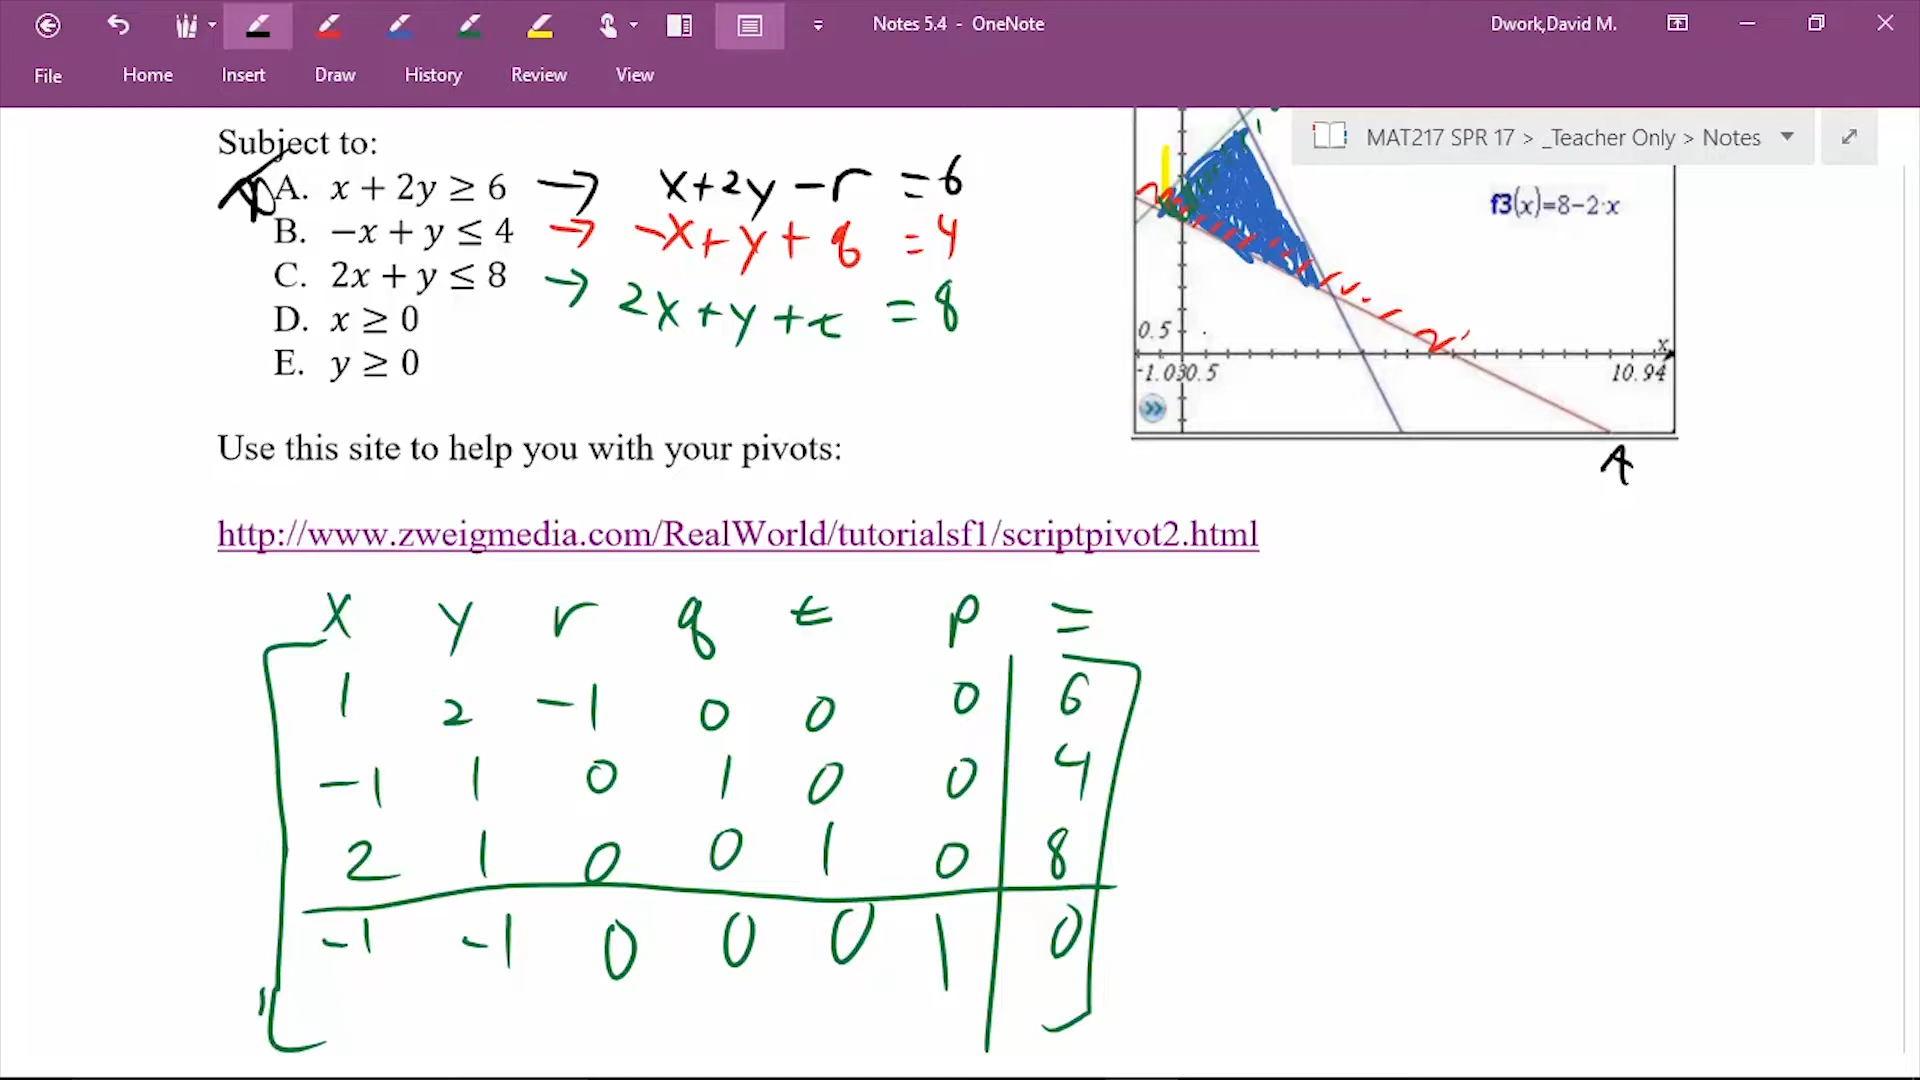 Notes 5.4 - OneNote
Dwork,David M.
File Home Insert Draw History Review View
MAT217 SPR 17 > _Teacher Only > Notes
Subject to:
A. x + 2y ≥ 6 → x+2y-r = 6
B. −x + y ≤ 4 → -x+y+q = 4
C. 2x + y ≤ 8 → 2x+y+t = 8
D. x ≥ 0
E. y ≥ 0
f3(x)=8-2·x
0.5
x
-1.03 0.5 10.94
A
Use this site to help you with your pivots:
http://www.zweigmedia.com/RealWorld/tutorialsf1/scriptpivot2.html
x y r q t p =
1 2 -1 0 0 0 6
-1 1 0 1 0 0 4
2 1 0 0 1 0 8
-1 -1 0 0 0 1 0